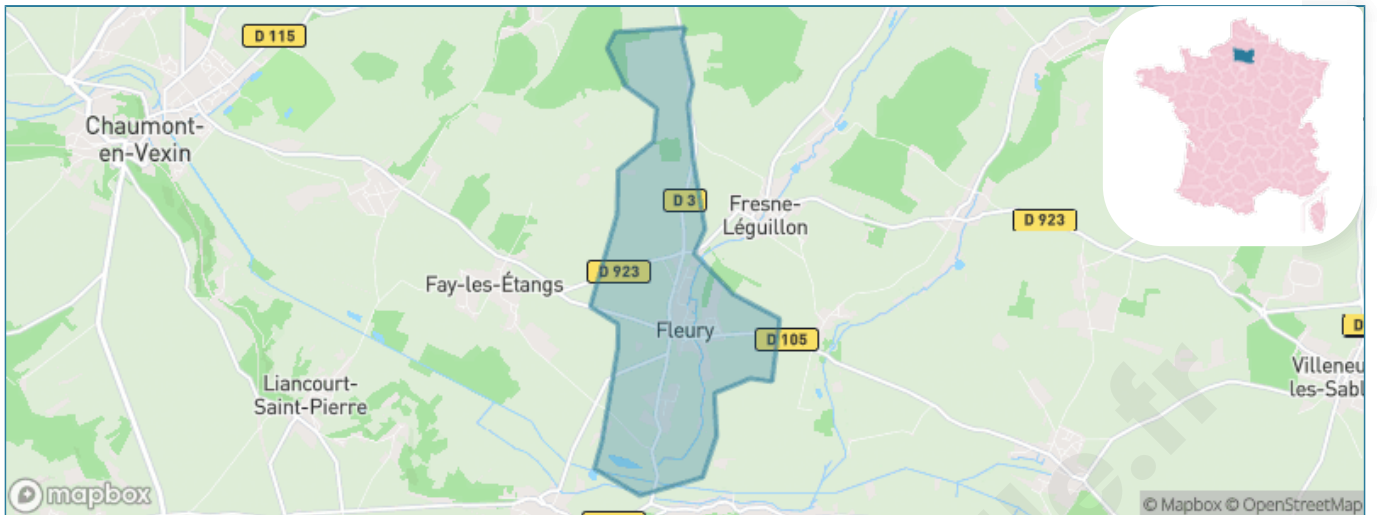 D 115
Chaumont-
en-Vexin
D 3
Fresne-
Léguillon
D 923
D 923
Fay-les-Étangs
Fleury
D 105
Liancourt-
Saint-Pierre
Villeneu
les-Sabl
mapbox
© Mapbox © OpenStreetMap